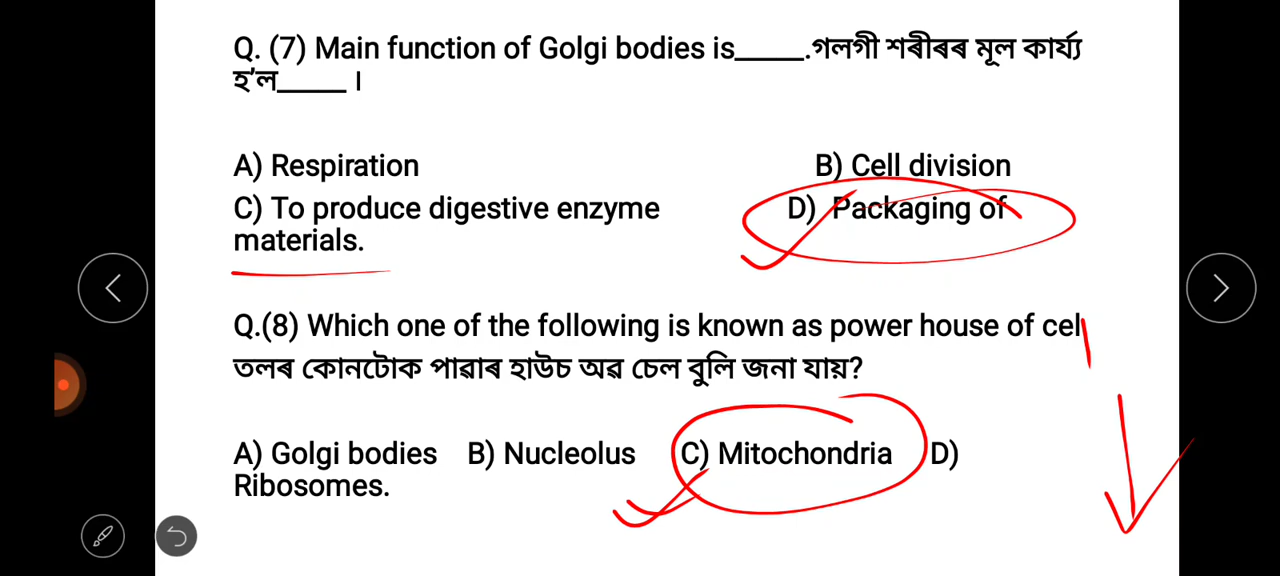 Q. (7) Main function of Golgi bodies is_____.গলগী শৰীৰৰ মূল কাৰ্য্য
হ'ল_____ ।
A) Respiration B) Cell division
C) To produce digestive enzyme D) Packaging of
materials.
Q.(8) Which one of the following is known as power house of cel
তলৰ কোনটোক পাৱাৰ হাউচ অৱ চেল বুলি জনা যায়?
A) Golgi bodies B) Nucleolus C) Mitochondria D)
Ribosomes.